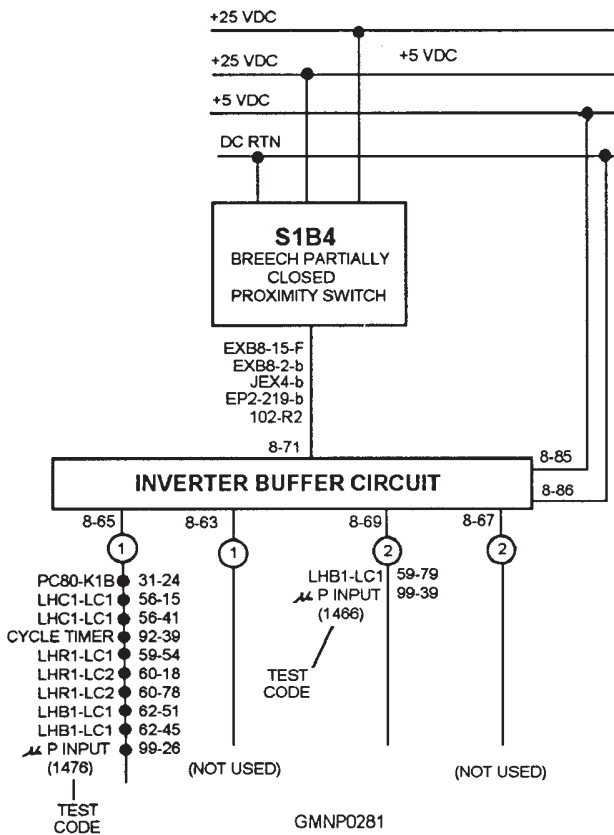 +25 VDC
+25 VDC
+5 VDC
+5 VDC
DC RTN
S1B4
BREECH PARTIALLY
CLOSED
PROXIMITY SWITCH
EXB8-15-F
EXB8-2-b
JEX4-b
EP2-219-b
102-R2
8-71
8-85
INVERTER BUFFER CIRCUIT
8-86
8-65
8-63
8-69
8-67
1
1
2
2
PC80-K1B 31-24
LHC1-LC1 56-15
LHC1-LC1 56-41
CYCLE TIMER 92-39
LHR1-LC1 59-54
LHR1-LC2 60-18
LHR1-LC2 60-78
LHB1-LC1 62-51
LHB1-LC1 62-45
μ P INPUT 99-26
(1476)
TEST
CODE
(NOT USED)
LHB1-LC1 59-79
μ P INPUT 99-39
(1466)
TEST
CODE
(NOT USED)
GMNP0281